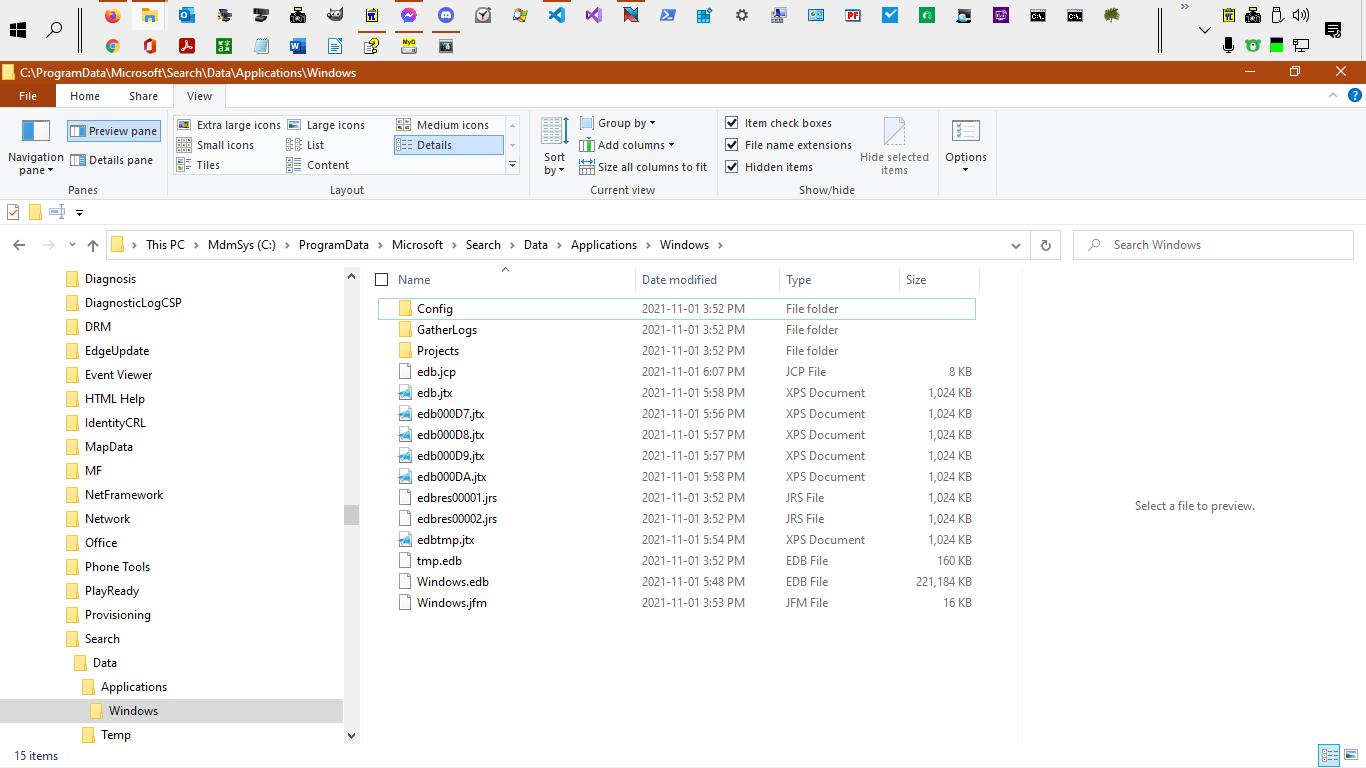 C:\ProgramData\Microsoft\Search\Data\Applications\Windows
File Home Share View
Preview pane
Details pane
Navigation
pane
Panes
Extra large icons Large icons Medium icons
Small icons List Details
Tiles Content
Layout
Sort
by
Group by
Add columns
Size all columns to fit
Current view
Item check boxes
File name extensions
Hidden items
Hide selected
items
Show/hide
Options
This PC MdmSys (C:) ProgramData Microsoft Search Data Applications Windows
Search Windows
Diagnosis
DiagnosticLogCSP
DRM
EdgeUpdate
Event Viewer
HTML Help
IdentityCRL
MapData
MF
NetFramework
Network
Office
Phone Tools
PlayReady
Provisioning
Search
Data
Applications
Windows
Temp
Name Date modified Type Size
Config 2021-11-01 3:52 PM File folder
GatherLogs 2021-11-01 3:52 PM File folder
Projects 2021-11-01 3:52 PM File folder
edb.jcp 2021-11-01 6:07 PM JCP File 8 KB
edb.jtx 2021-11-01 5:58 PM XPS Document 1,024 KB
edb000D7.jtx 2021-11-01 5:56 PM XPS Document 1,024 KB
edb000D8.jtx 2021-11-01 5:57 PM XPS Document 1,024 KB
edb000D9.jtx 2021-11-01 5:57 PM XPS Document 1,024 KB
edb000DA.jtx 2021-11-01 5:58 PM XPS Document 1,024 KB
edbres00001.jrs 2021-11-01 3:52 PM JRS File 1,024 KB
edbres00002.jrs 2021-11-01 3:52 PM JRS File 1,024 KB
edbtmp.jtx 2021-11-01 5:54 PM XPS Document 1,024 KB
tmp.edb 2021-11-01 3:52 PM EDB File 160 KB
Windows.edb 2021-11-01 5:48 PM EDB File 221,184 KB
Windows.jfm 2021-11-01 3:53 PM JFM File 16 KB
Select a file to preview.
15 items